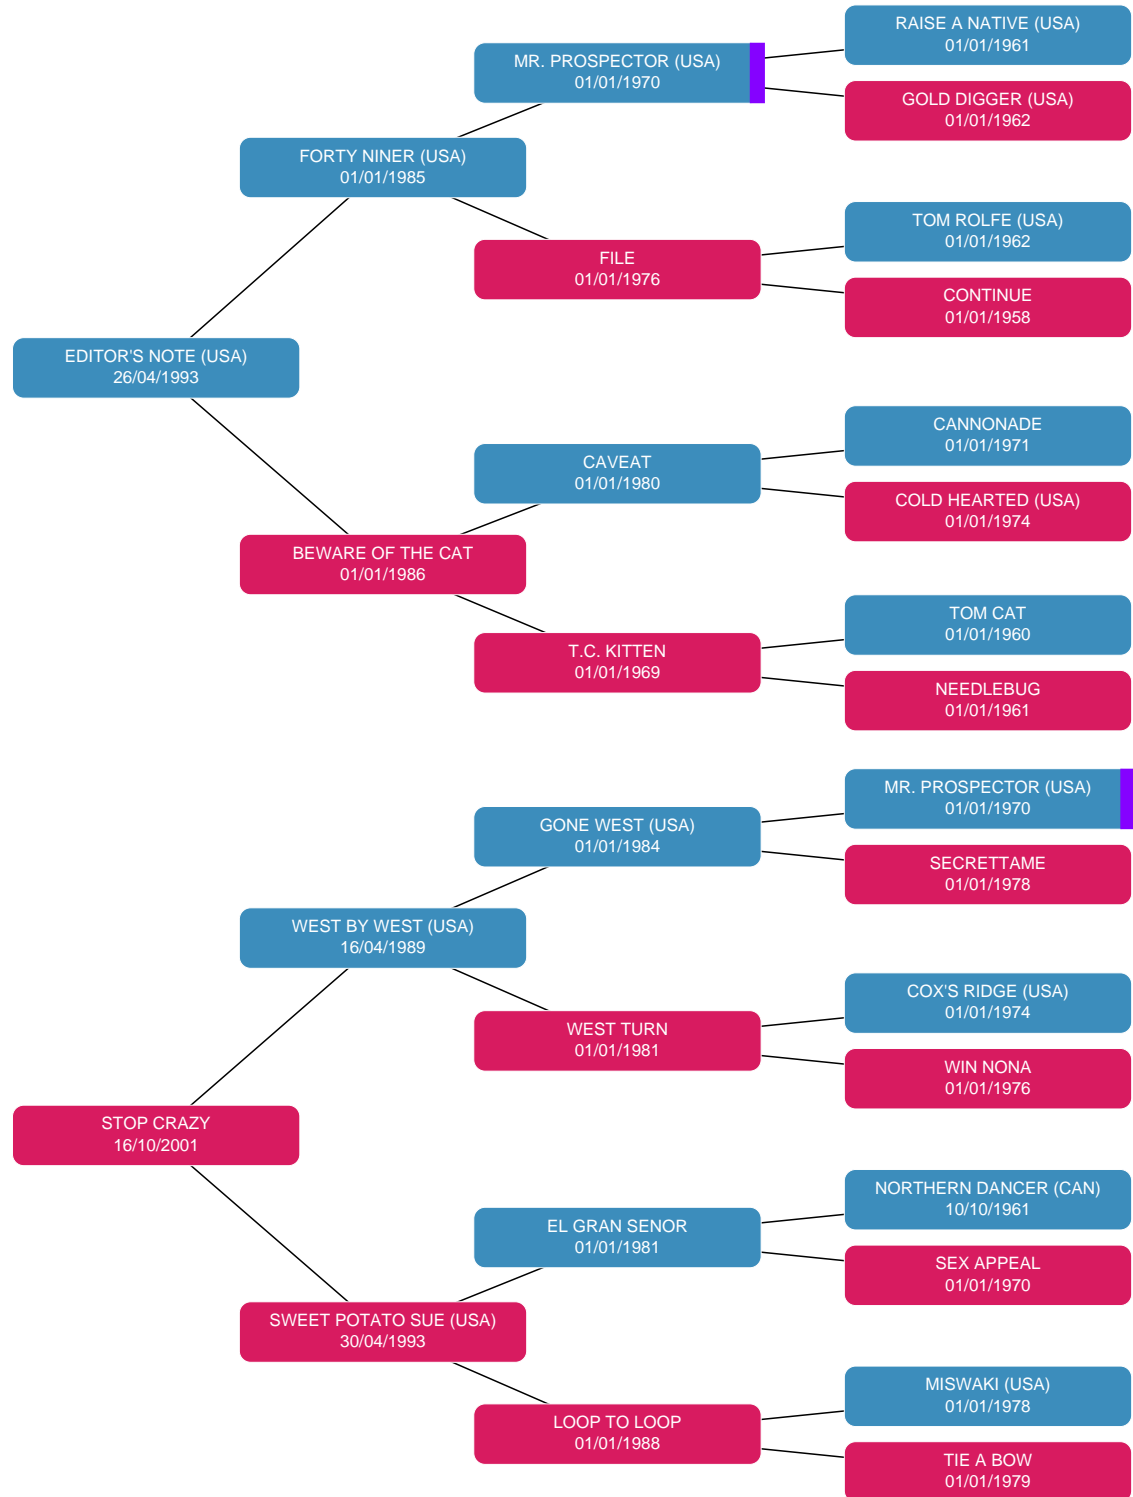 RAISE A NATIVE (USA)
01/01/1961
MR. PROSPECTOR (USA)
01/01/1970
GOLD DIGGER (USA)
01/01/1962
FORTY NINER (USA)
01/01/1985
TOM ROLFE (USA)
01/01/1962
FILE
01/01/1976
CONTINUE
01/01/1958
EDITOR'S NOTE (USA)
26/04/1993
CANNONADE
01/01/1971
CAVEAT
01/01/1980
COLD HEARTED (USA)
01/01/1974
BEWARE OF THE CAT
01/01/1986
TOM CAT
01/01/1960
T.C. KITTEN
01/01/1969
NEEDLEBUG
01/01/1961
MR. PROSPECTOR (USA)
01/01/1970
GONE WEST (USA)
01/01/1984
SECRETTAME
01/01/1978
WEST BY WEST (USA)
16/04/1989
COX'S RIDGE (USA)
01/01/1974
WEST TURN
01/01/1981
WIN NONA
01/01/1976
STOP CRAZY
16/10/2001
NORTHERN DANCER (CAN)
10/10/1961
EL GRAN SENOR
01/01/1981
SEX APPEAL
01/01/1970
SWEET POTATO SUE (USA)
30/04/1993
MISWAKI (USA)
01/01/1978
LOOP TO LOOP
01/01/1988
TIE A BOW
01/01/1979